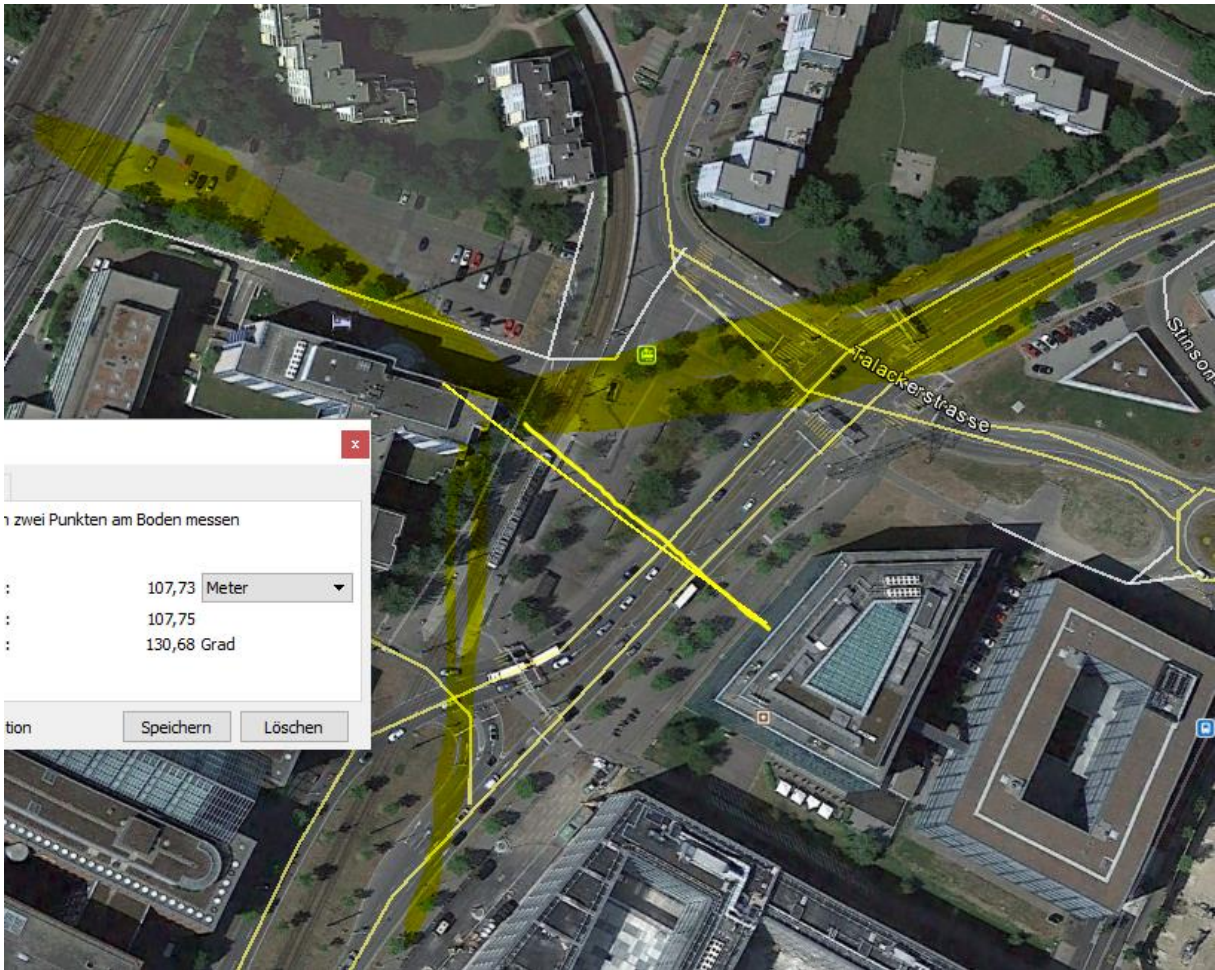 Talackerstrasse
Stinson
x
n zwei Punkten am Boden messen
: 107,73 Meter
: 107,75
: 130,68 Grad
tion Speichern Löschen